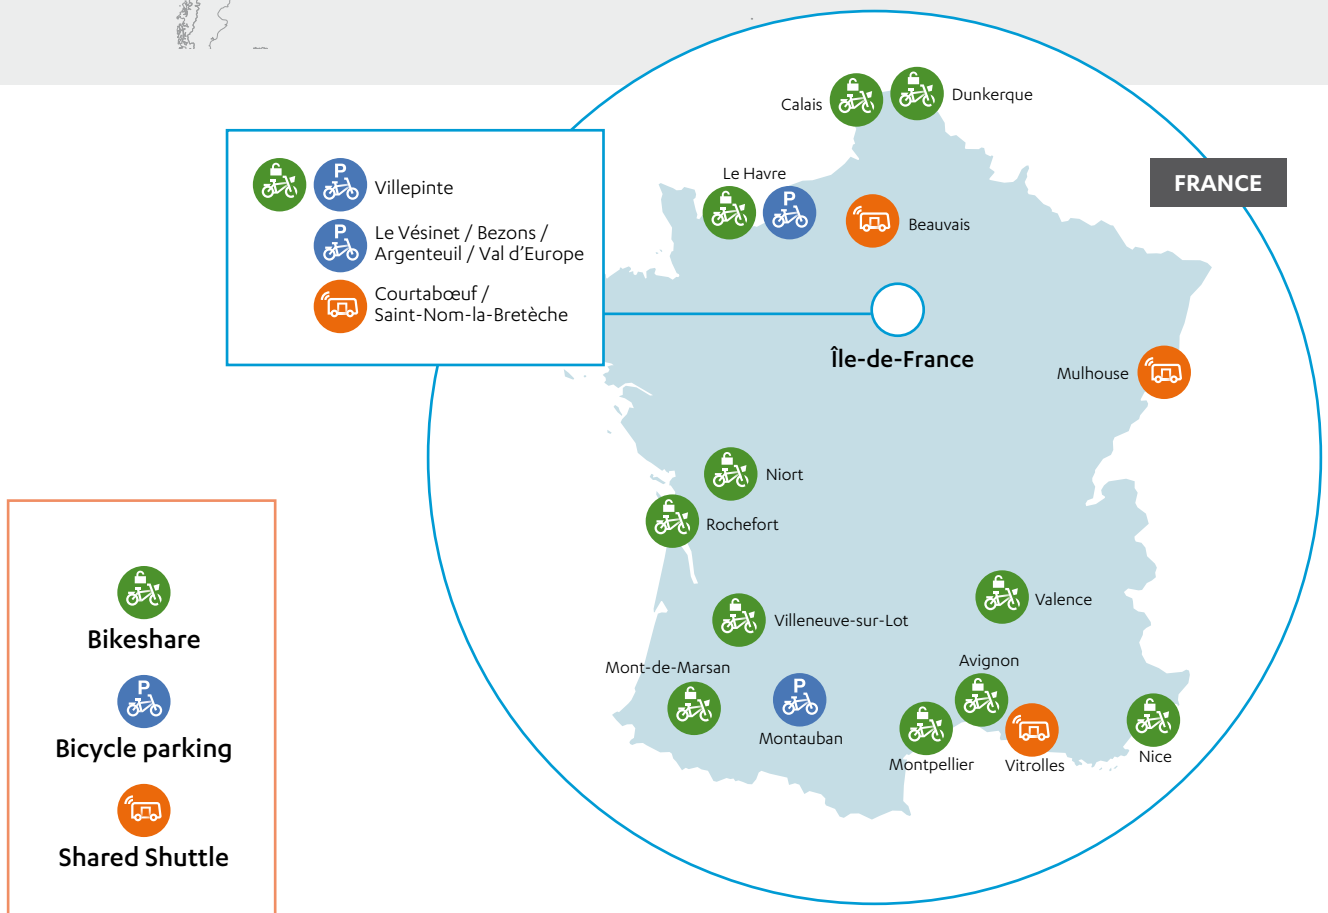 Calais
Dunkerque
FRANCE
P
Villepinte
P
Le Vésinet / Bezons /
Argenteuil / Val d'Europe
Courtabœuf /
Saint-Nom-la-Bretèche
Le Havre
P
Beauvais
Île-de-France
Mulhouse
Niort
Rochefort
Valence
Villeneuve-sur-Lot
Mont-de-Marsan
Avignon
P
Montauban
Montpellier
Vitrolles
Nice
Bikeshare
P
Bicycle parking
Shared Shuttle